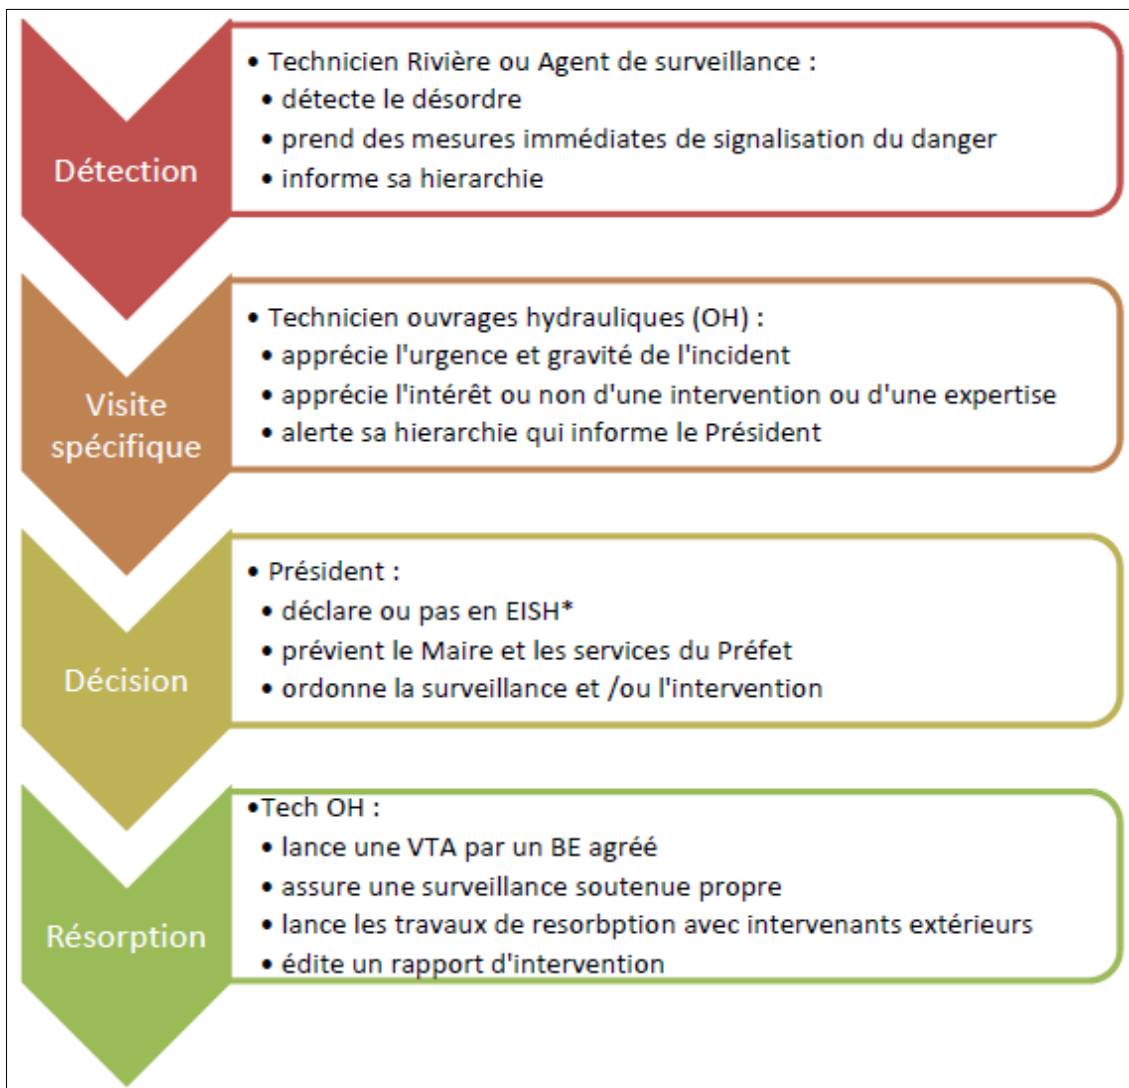 Détection
• Technicien Rivière ou Agent de surveillance :
• détecte le désordre
• prend des mesures immédiates de signalisation du danger
• informe sa hierarchie
Visite
spécifique
• Technicien ouvrages hydrauliques (OH) :
• apprécie l'urgence et gravité de l'incident
• apprécie l'intérêt ou non d'une intervention ou d'une expertise
• alerte sa hierarchie qui informe le Président
Décision
• Président :
• déclare ou pas en EISH*
• prévient le Maire et les services du Préfet
• ordonne la surveillance et /ou l'intervention
Résorption
•Tech OH :
• lance une VTA par un BE agréé
• assure une surveillance soutenue propre
• lance les travaux de resorbption avec intervenants extérieurs
• édite un rapport d'intervention